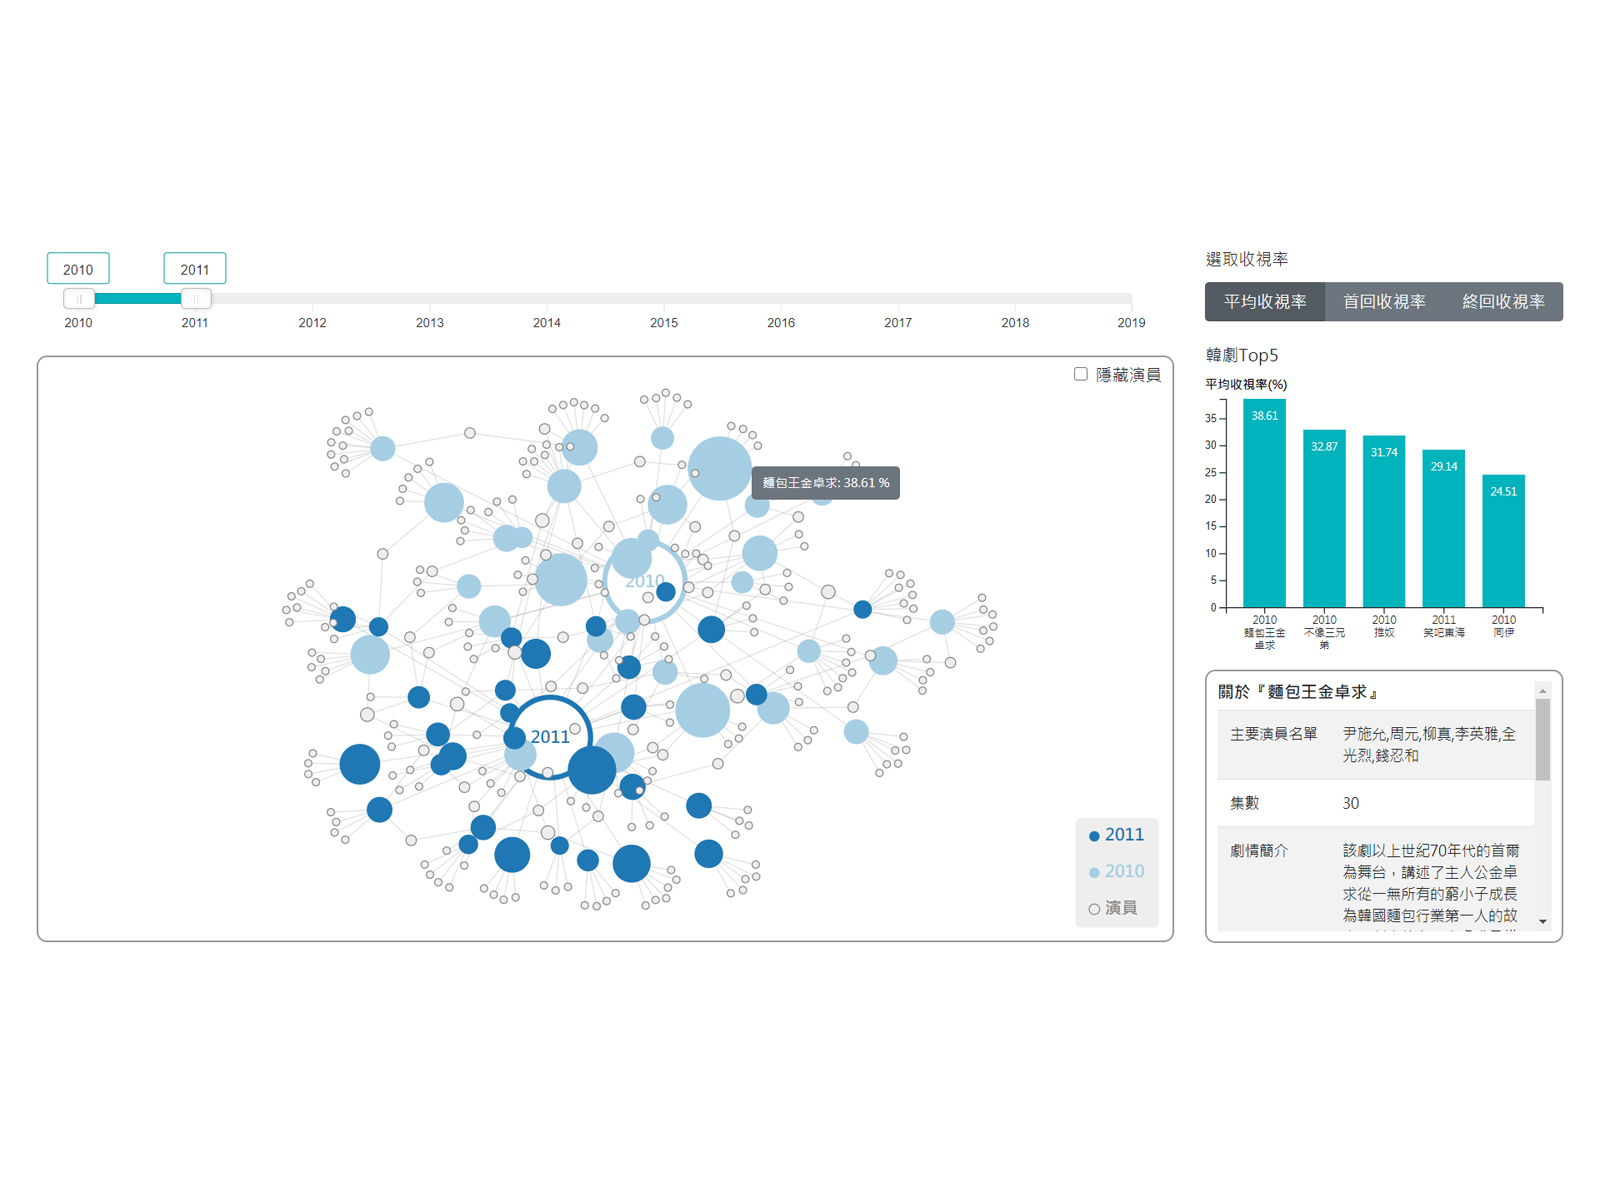 2010
2011
2010
2011
2012
2013
2014
2015
2016
2017
2018
2019
隱藏演員
2010
麵包王金卓求: 38.61 %
2011
2011
2010
演員
選取收視率
平均收視率
首回收視率
終回收視率
韓劇Top5
平均收視率(%)
35
30
25
20
15
10
5
0
38.61
32.87
31.74
29.14
24.51
2010
麵包王金
卓求
2010
不像三兄
弟
2010
推奴
2011
笑吧東海
2010
同伊
關於『麵包王金卓求』
主要演員名單
尹施允,周元,柳真,李英雅,全
光烈,錢忍和
集數
30
劇情簡介
該劇以上世紀70年代的首爾
為舞台，講述了主人公金卓
求從一無所有的窮小子成長
為韓國麵包行業第一人的故